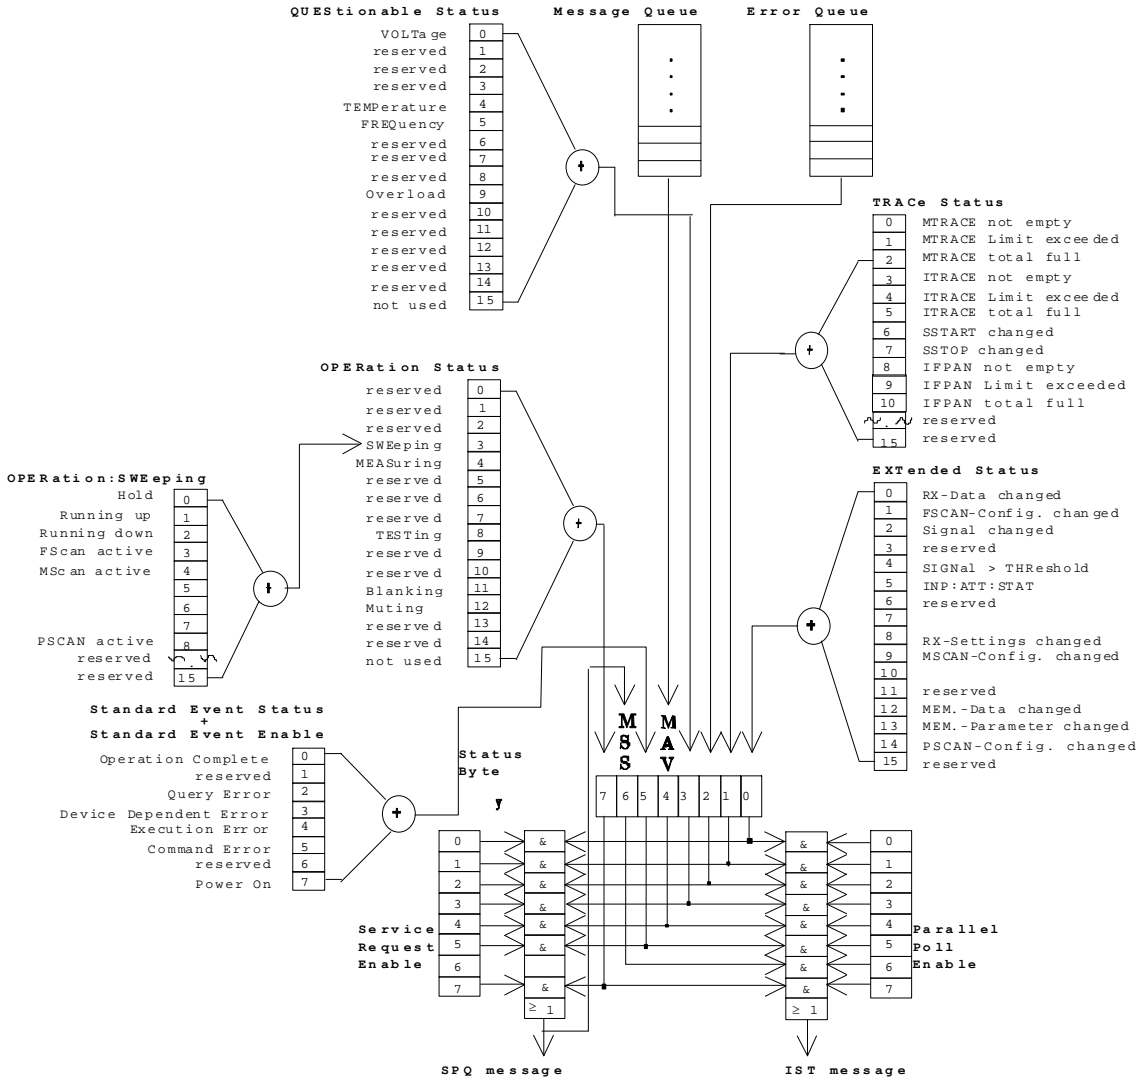 QUEStionable Status
VOLTage 0
reserved 1
reserved 2
reserved 3
TEMPerature 4
FREQuency 5
reserved 6
reserved 7
reserved 8
Overload 9
reserved 10
reserved 11
reserved 12
reserved 13
reserved 14
not used 15
+
Message Queue
Error Queue
TRACe Status
0 MTRACE not empty
1 MTRACE Limit exceeded
2 MTRACE total full
3 ITRACE not empty
4 ITRACE Limit exceeded
5 ITRACE total full
6 SSTART changed
7 SSTOP changed
8 IFPAN not empty
9 IFPAN Limit exceeded
10 IFPAN total full
. reserved
15 reserved
+
OPERation Status
reserved 0
reserved 1
reserved 2
SWEeping 3
MEASuring 4
reserved 5
reserved 6
reserved 7
TESTing 8
reserved 9
reserved 10
Blanking 11
Muting 12
reserved 13
reserved 14
not used 15
+
OPERation:SWEeping
Hold 0
Running up 1
Running down 2
FScan active 3
MScan active 4
5
6
7
PSCAN active 8
reserved .
reserved 15
+
EXTended Status
0 RX-Data changed
1 FSCAN-Config. changed
2 Signal changed
3 reserved
4 SIGNal > THReshold
5 INP:ATT:STAT
6 reserved
7
8 RX-Settings changed
9 MSCAN-Config. changed
10
11 reserved
12 MEM.-Data changed
13 MEM.-Parameter changed
14 PSCAN-Config. changed
15 reserved
+
Standard Event Status
+
Standard Event Enable
Operation Complete 0
reserved 1
Query Error 2
Device Dependent Error 3
Execution Error 4
Command Error 5
reserved 6
Power On 7
+
Status
Byte
y
MSS
MAV
7 6 5 4 3 2 1 0
0 & & 0
1 & & 1
2 & & 2
3 & & 3
4 & & 4
5 & & 5
6 & 6
7 & & 7
≥ 1 ≥ 1
Service
Request
Enable
Parallel
Poll
Enable
SPQ message
IST message